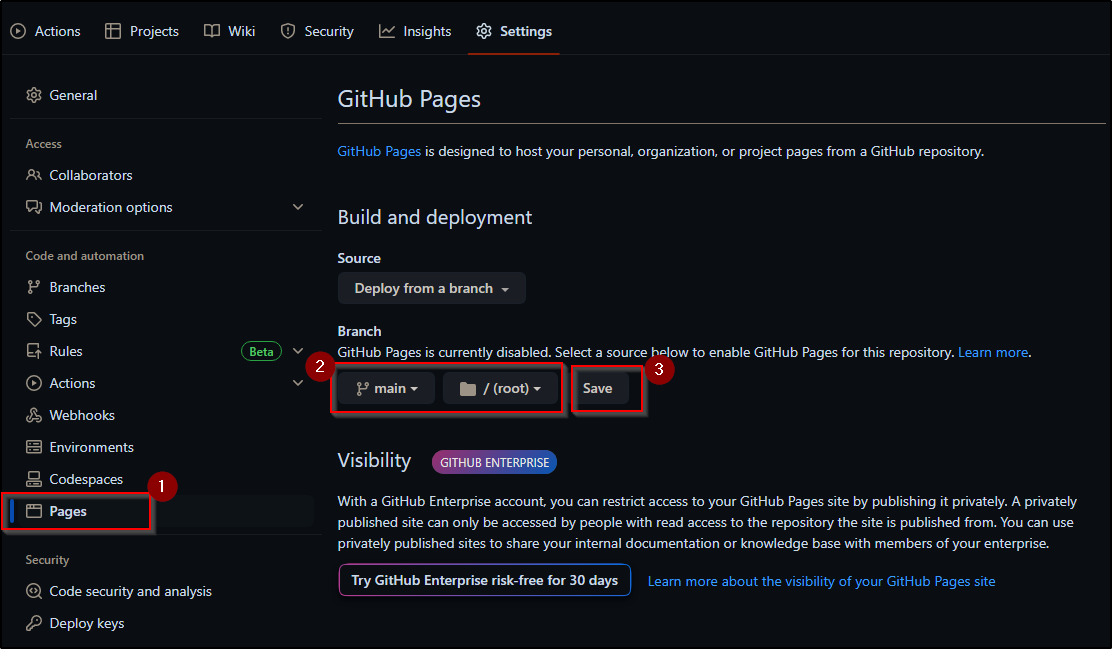 Actions Projects Wiki Security Insights Settings
General
Access
Collaborators
Moderation options
Code and automation
Branches
Tags
Rules Beta
Actions
Webhooks
Environments
Codespaces
1
Pages
Security
Code security and analysis
Deploy keys
GitHub Pages
GitHub Pages is designed to host your personal, organization, or project pages from a GitHub repository.
Build and deployment
Source
Deploy from a branch
Branch
GitHub Pages is currently disabled. Select a source below to enable GitHub Pages for this repository. Learn more.
2 3
main / (root) Save
Visibility GITHUB ENTERPRISE
With a GitHub Enterprise account, you can restrict access to your GitHub Pages site by publishing it privately. A privately
published site can only be accessed by people with read access to the repository the site is published from. You can use
privately published sites to share your internal documentation or knowledge base with members of your enterprise.
Try GitHub Enterprise risk-free for 30 days Learn more about the visibility of your GitHub Pages site